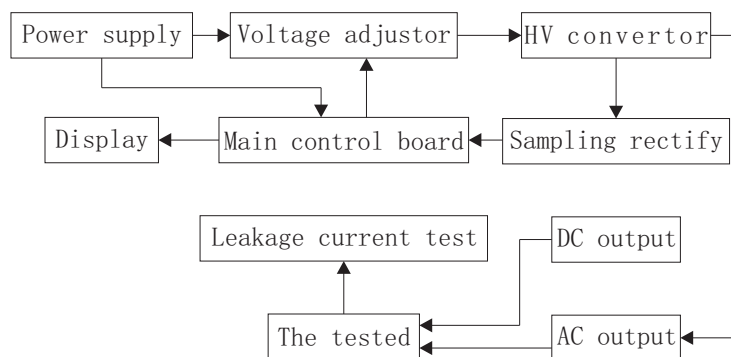 Power supply
Voltage adjustor
HV convertor
Display
Main control board
Sampling rectify
Leakage current test
DC output
The tested
AC output